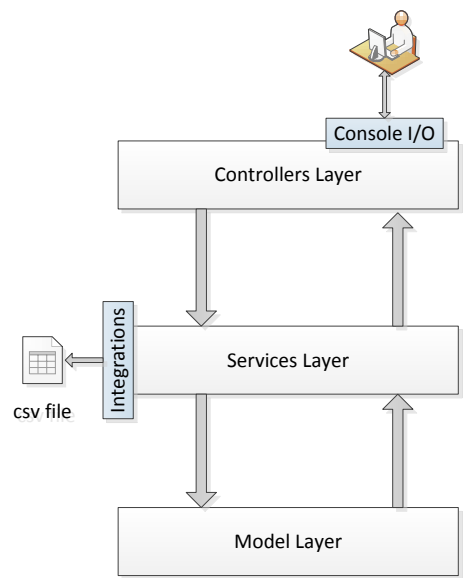 Console I/O
Controllers Layer
Integrations
Services Layer
csv file
Model Layer